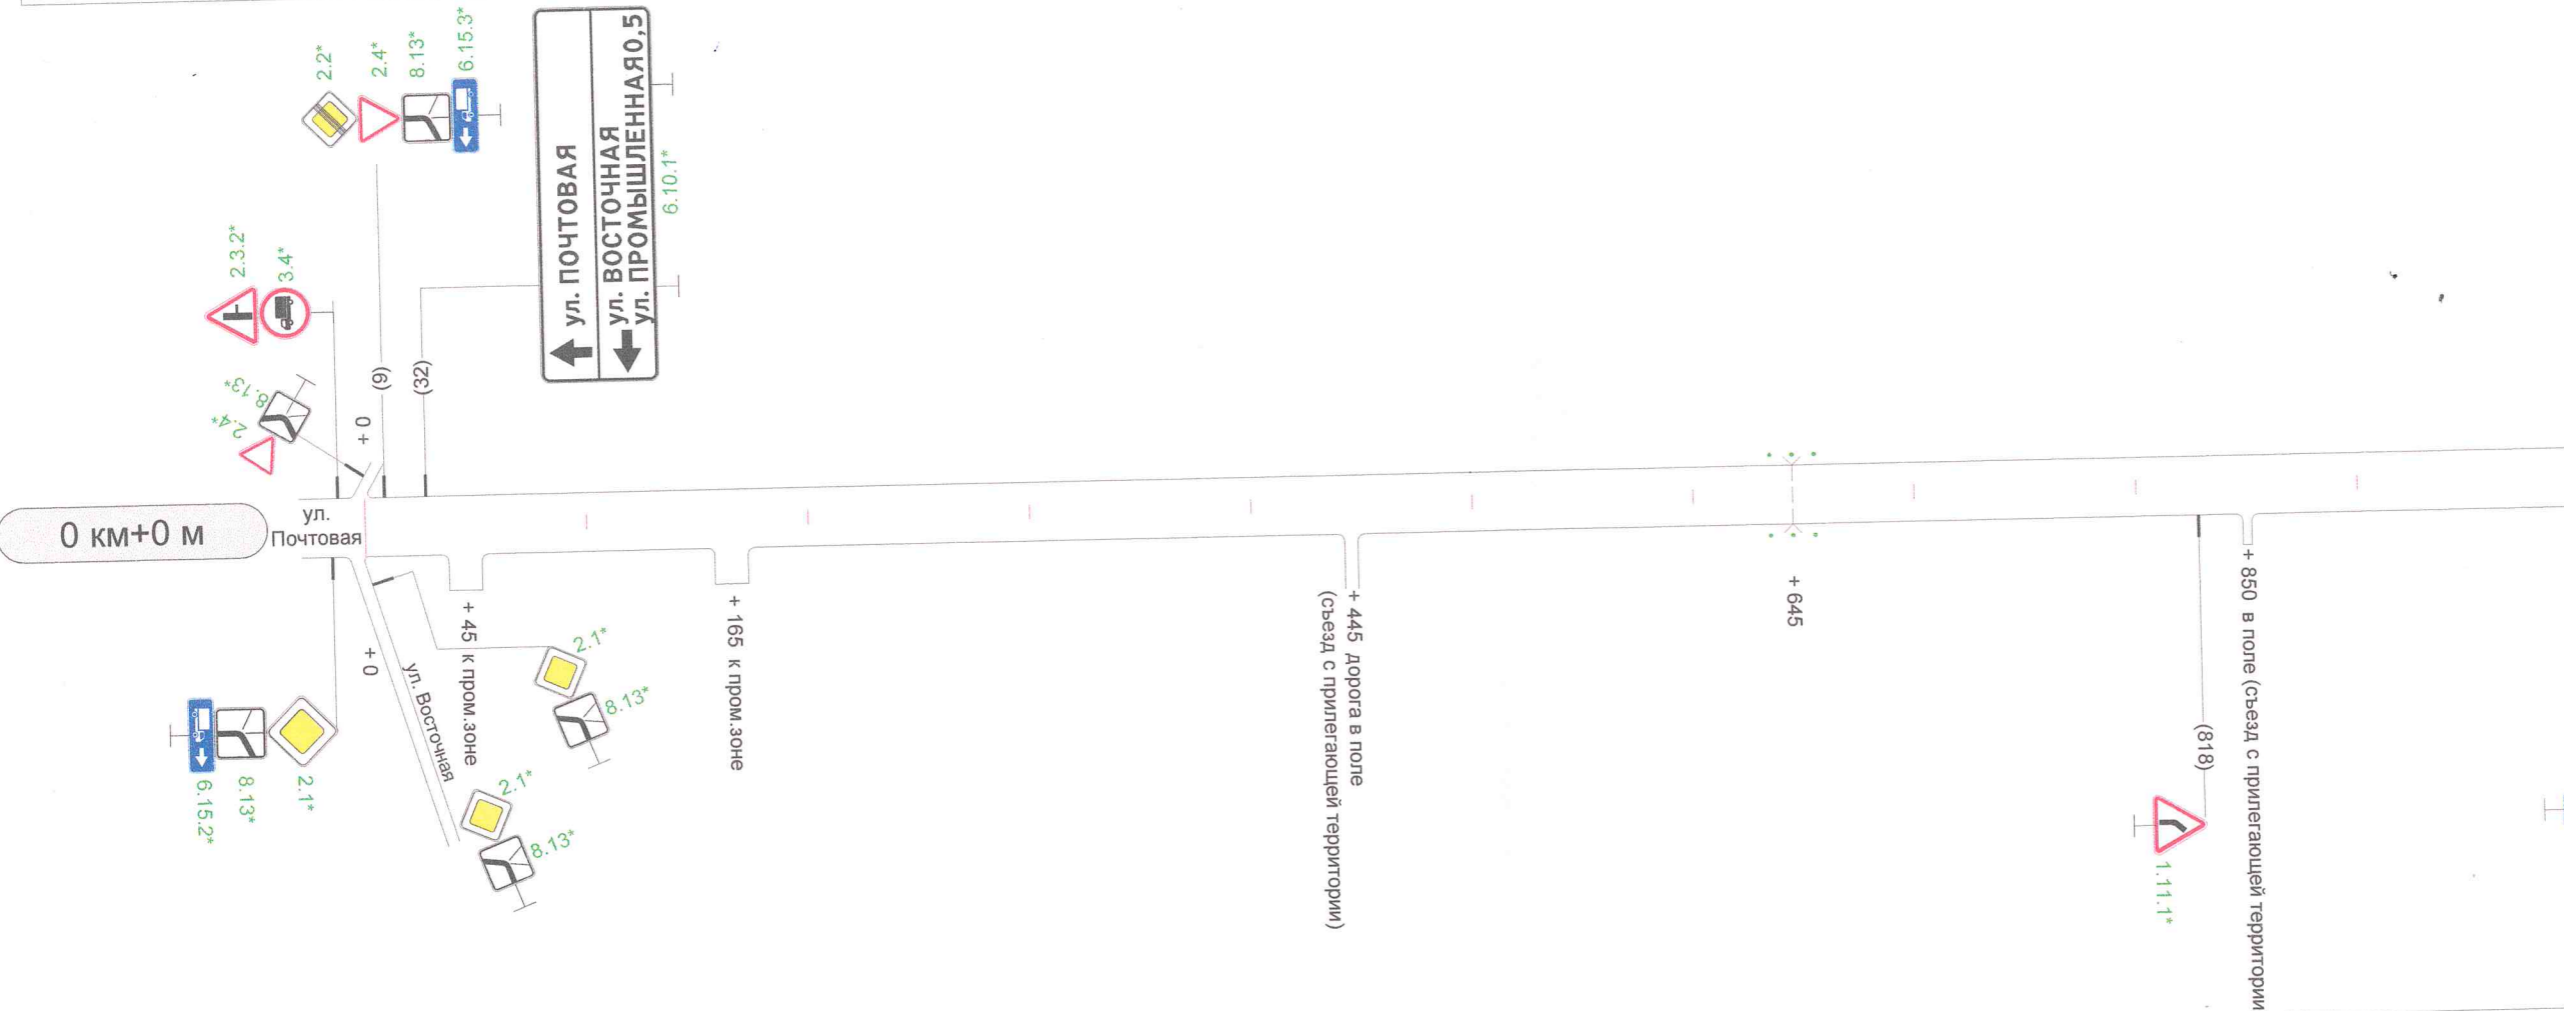 2.2*
2.4*
8.13*
6.15.3*
ул. ПОЧТОВАЯ
ул. ВОСТОЧНАЯ
ул. ПРОМЫШЛЕННАЯ0,5
6.10.1*
2.3.2*
3.4*
8.13*
2.4*
+ 0
(9)
(32)
0 км+0 м
ул.
Почтовая
+ 0
ул. Восточная
+ 45 к пром.зоне
+ 165 к пром.зоне
+ 445 дорога в поле
(съезд с прилегающей территории)
+ 645
(818)
+ 850 в поле (съезд с прилегающей территории
2.1*
8.13*
2.1*
8.13*
6.15.2*
8.13*
2.1*
1.11.1*